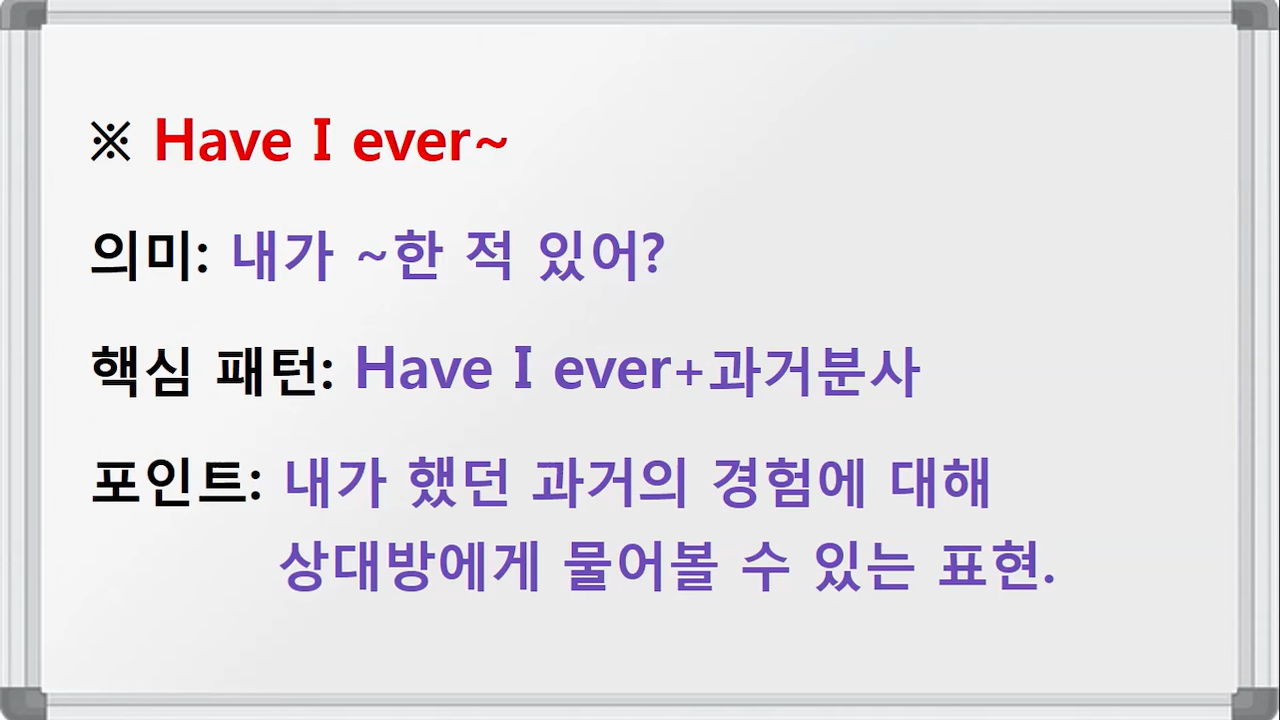 ※ Have I ever~
의미: 내가 ~한 적 있어?
핵심 패턴: Have I ever+과거분사
포인트: 내가 했던 과거의 경험에 대해
상대방에게 물어볼 수 있는 표현.